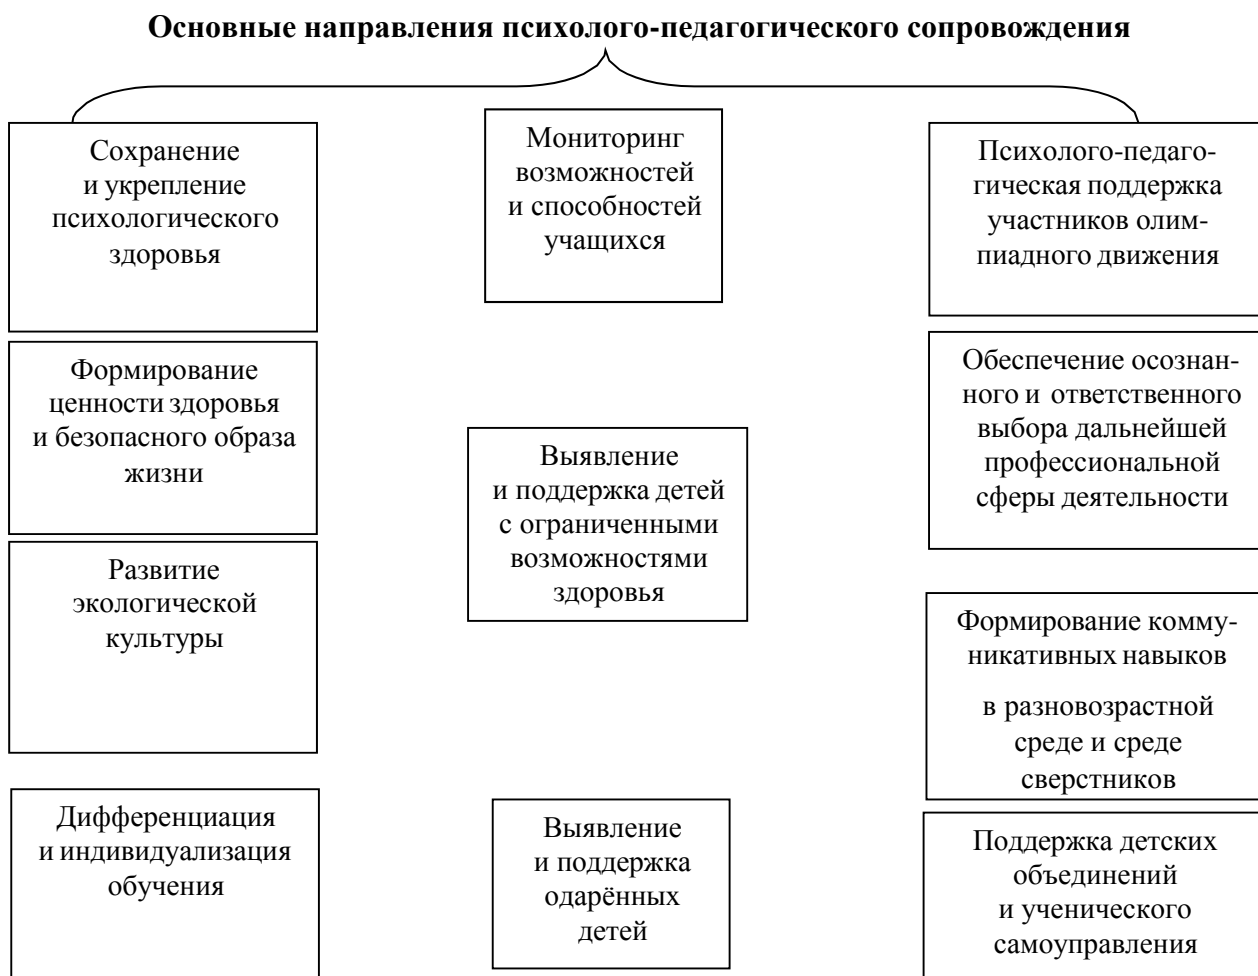 Основные направления психолого-педагогического сопровождения
Сохранение
и укрепление
психологического
здоровья
Мониторинг
возможностей
и способностей
учащихся
Психолого-педаго-
гическая поддержка
участников олим-
пиадного движения
Формирование
ценности здоровья
и безопасного образа
жизни
Выявление
и поддержка детей
с ограниченными
возможностями
здоровья
Обеспечение осознан-
ного и ответственного
выбора дальнейшей
профессиональной
сферы деятельности
Развитие
экологической
культуры
Формирование комму-
никативных навыков
в разновозрастной
среде и среде
сверстников
Дифференциация
и индивидуализация
обучения
Выявление
и поддержка
одарённых
детей
Поддержка детских
объединений
и ученического
самоуправления